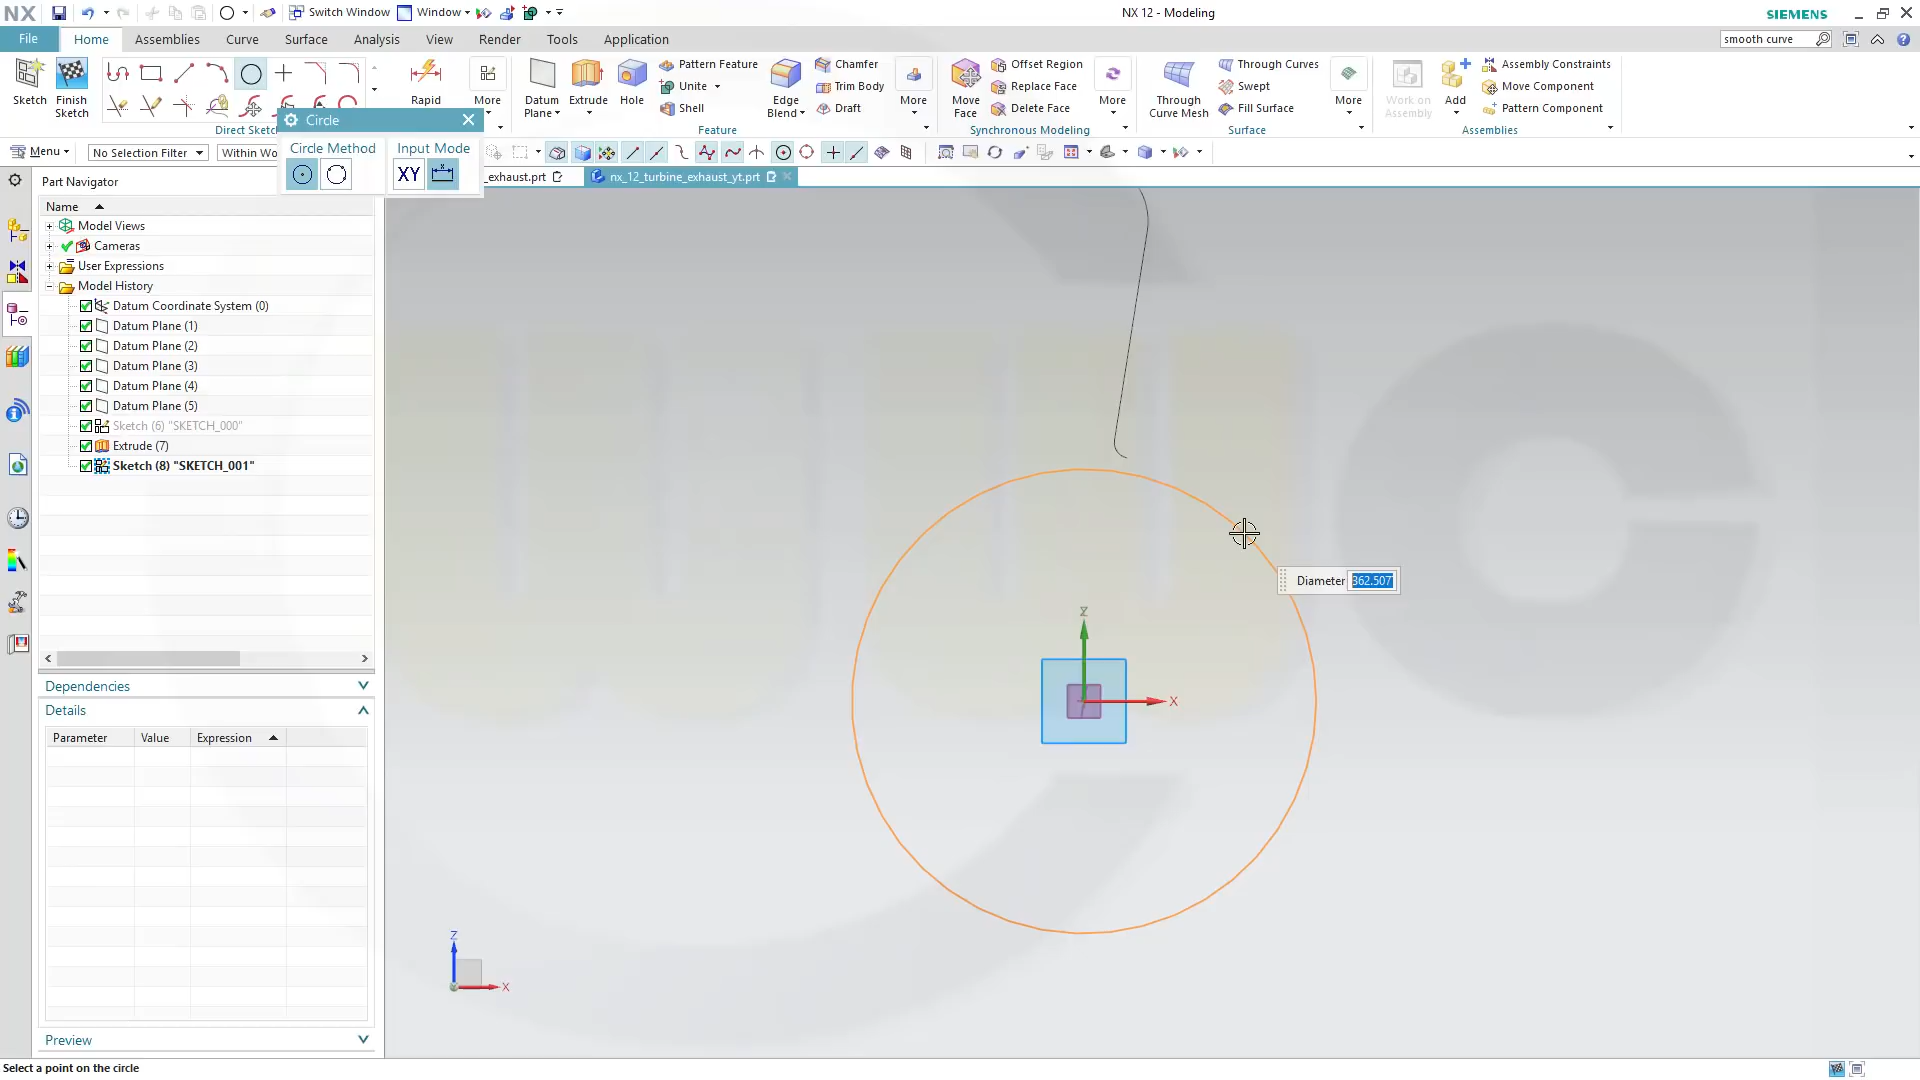 NX
Switch Window
Window
NX 12 - Modeling
SIEMENS
File
Home
Assemblies
Curve
Surface
Analysis
View
Render
Tools
Application
smooth curve
Sketch
Finish Sketch
Rapid
More
Datum Plane
Extrude
Hole
Pattern Feature
Unite
Shell
Edge Blend
Chamfer
Trim Body
Draft
More
Move Face
Offset Region
Replace Face
Delete Face
More
Through Curve Mesh
Through Curves
Swept
Fill Surface
More
Work on Assembly
Add
Assembly Constraints
Move Component
Pattern Component
Direct Sketch
Feature
Synchronous Modeling
Surface
Assemblies
Circle
Circle Method
Input Mode
XY
Menu
No Selection Filter
Within Wo
_exhaust.prt
nx_12_turbine_exhaust_yt.prt
Part Navigator
Name
Model Views
Cameras
User Expressions
Model History
Datum Coordinate System (0)
Datum Plane (1)
Datum Plane (2)
Datum Plane (3)
Datum Plane (4)
Datum Plane (5)
Sketch (6) "SKETCH_000"
Extrude (7)
Sketch (8) "SKETCH_001"
Dependencies
Details
Parameter
Value
Expression
Preview
Diameter 362.507
Z
X
Z
X
Select a point on the circle